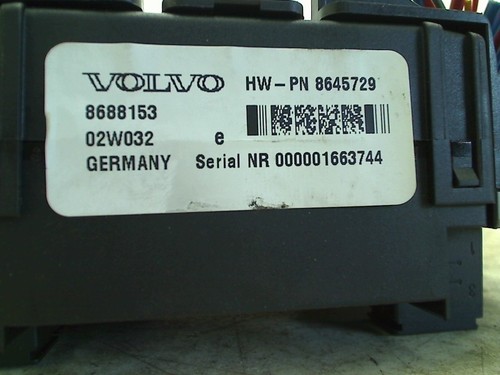 VOLVO HW-PN 8645729
8688153
02W032 e
GERMANY Serial NR 000001663744